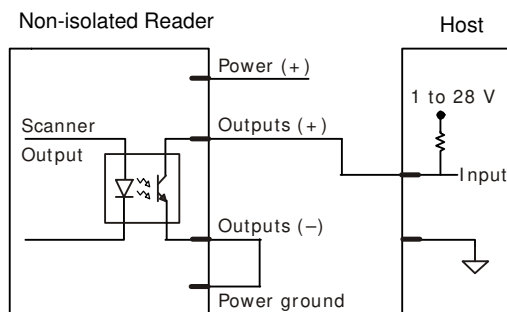 Non-isolated Reader
Host
Power (+)
1 to 28 V
Scanner
Output
Outputs (+)
Input
Outputs (–)
Power ground